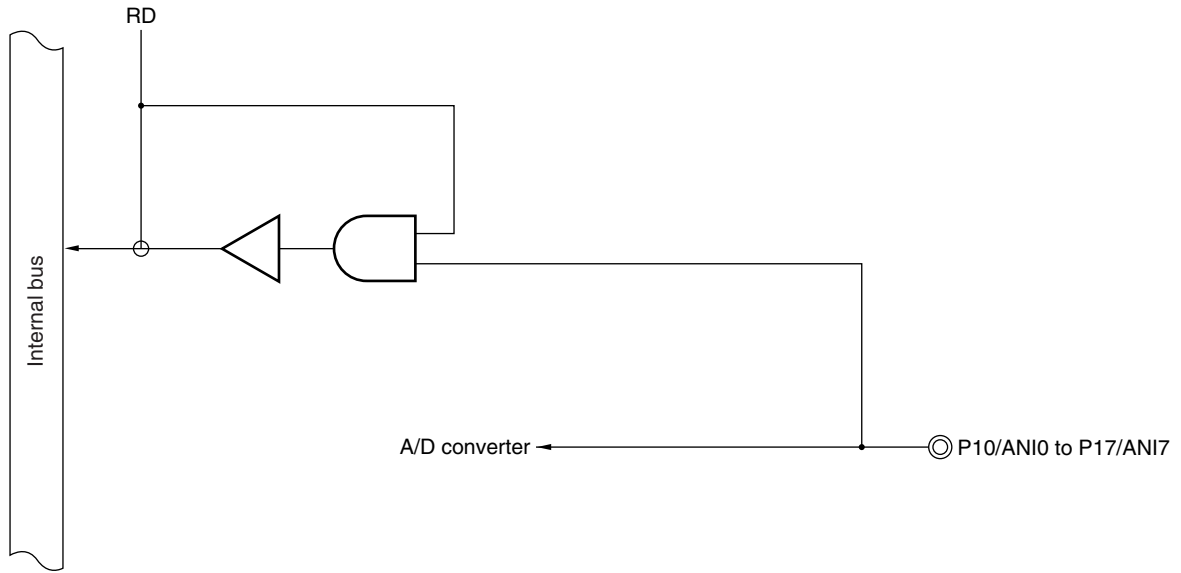 RD
Internal bus
A/D converter
P10/ANI0 to P17/ANI7